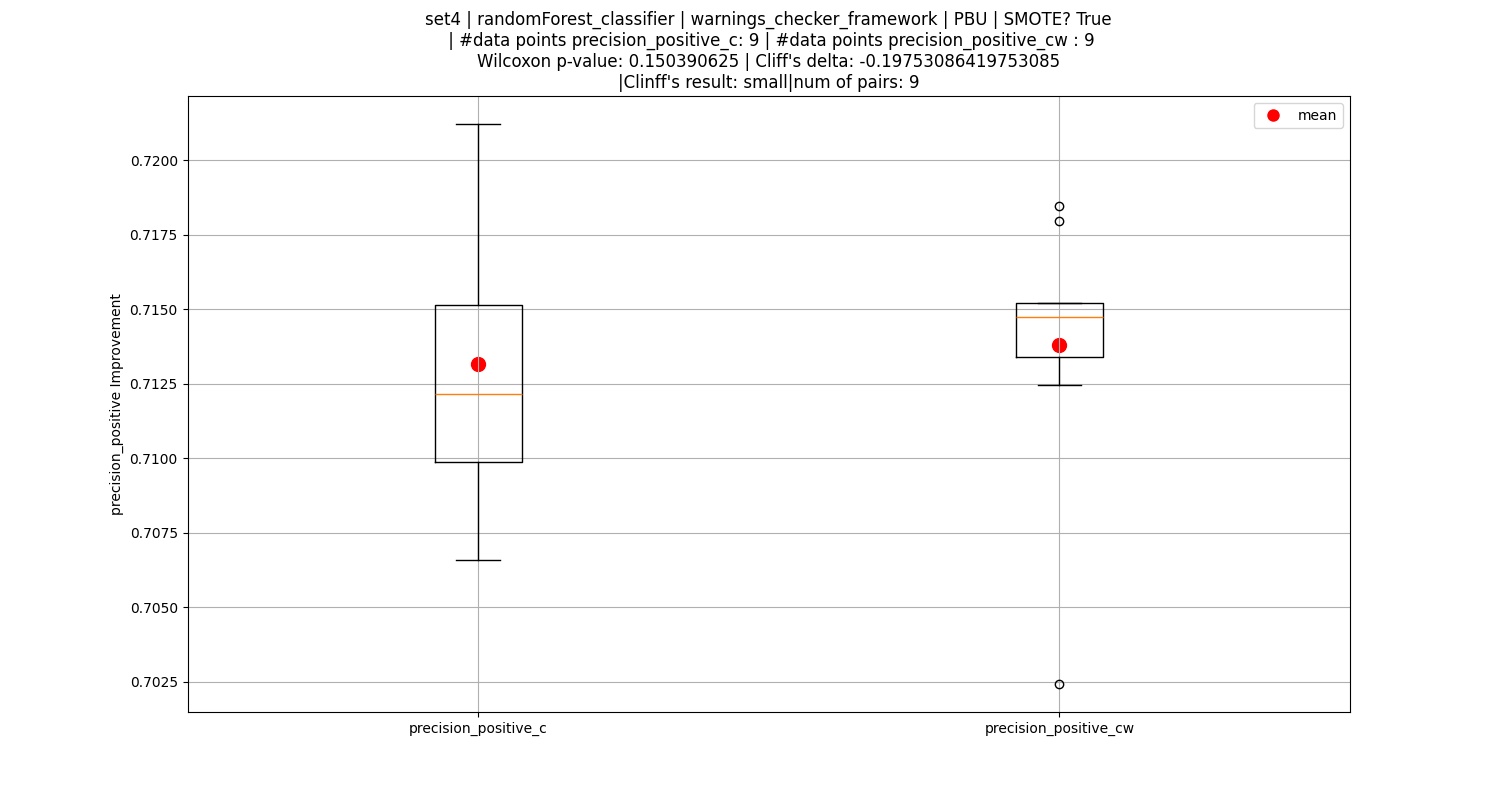 set4 | randomForest_classifier | warnings_checker_framework | PBU | SMOTE? True
| #data points precision_positive_c: 9 | #data points precision_positive_cw : 9
Wilcoxon p-value: 0.150390625 | Cliff's delta: -0.19753086419753085
|Clinff's result: small|num of pairs: 9
mean
precision_positive Improvement
0.7200
0.7175
0.7150
0.7125
0.7100
0.7075
0.7050
0.7025
precision_positive_c
precision_positive_cw